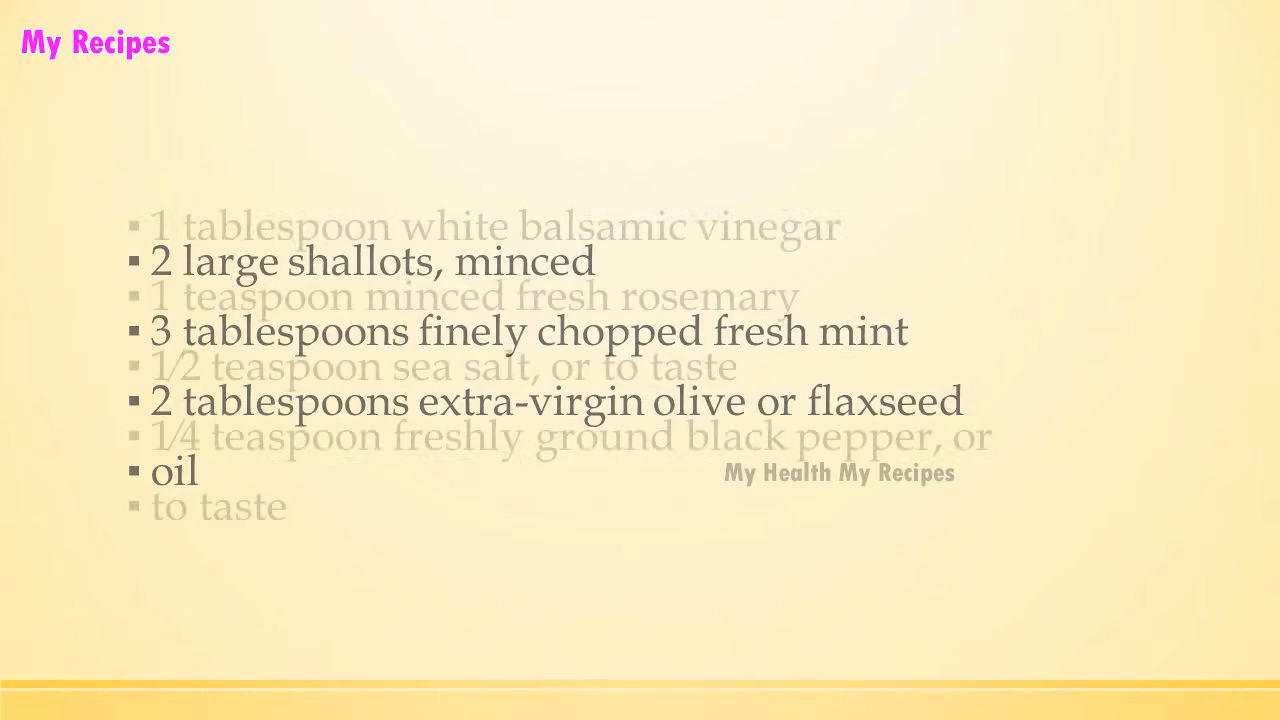 My Recipes
▪ 1 tablespoon white balsamic vinegar
▪ 2 large shallots, minced
▪ 1 teaspoon minced fresh rosemary
▪ 3 tablespoons finely chopped fresh mint
▪ 1⁄2 teaspoon sea salt, or to taste
▪ 2 tablespoons extra-virgin olive or flaxseed
▪ 1⁄4 teaspoon freshly ground black pepper, or
▪ oil
My Health My Recipes
▪ to taste